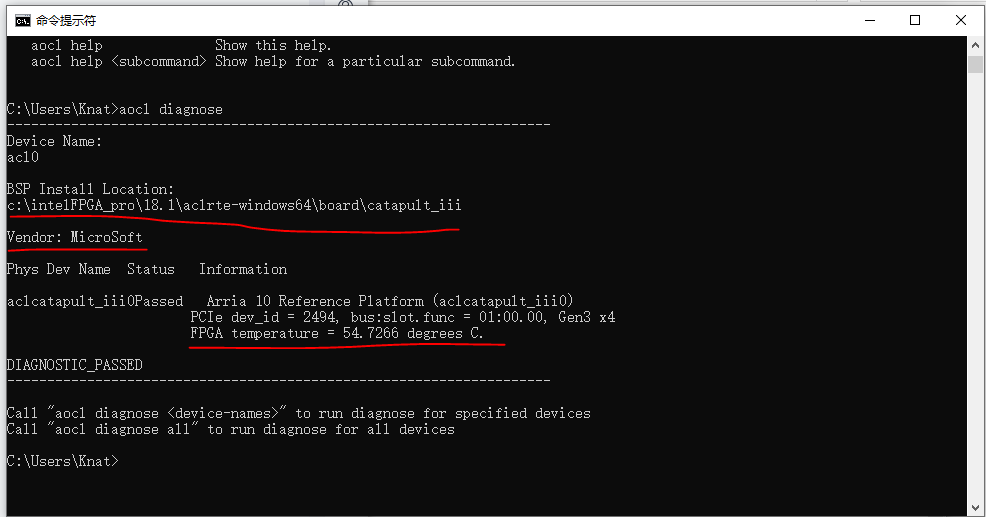 命令提示符
aocl help Show this help.
aocl help <subcommand> Show help for a particular subcommand.
C:\Users\Knat>aocl diagnose
--------------------------------------------------------------------
Device Name:
acl0
BSP Install Location:
c:\intelFPGA_pro\18.1\aclrte-windows64\board\catapult_iii
Vendor: MicroSoft
Phys Dev Name Status Information
aclcatapult_iii0Passed Arria 10 Reference Platform (aclcatapult_iii0)
PCIe dev_id = 2494, bus:slot.func = 01:00.00, Gen3 x4
FPGA temperature = 54.7266 degrees C.
DIAGNOSTIC_PASSED
--------------------------------------------------------------------
Call "aocl diagnose <device-names>" to run diagnose for specified devices
Call "aocl diagnose all" to run diagnose for all devices
C:\Users\Knat>